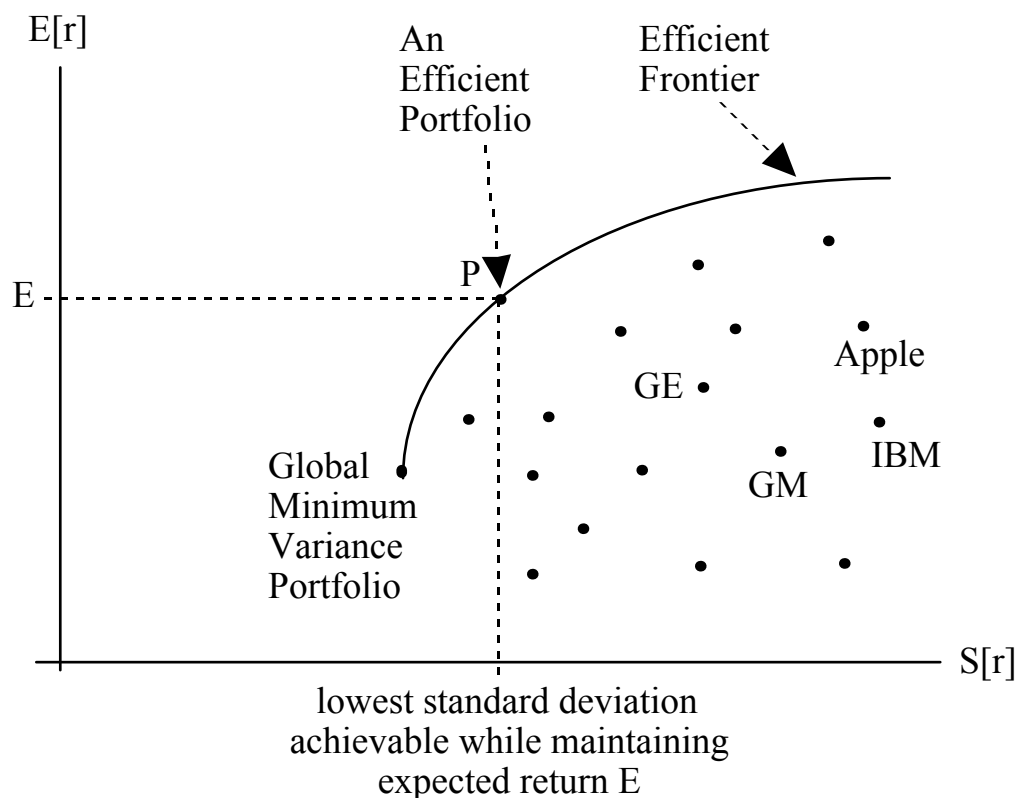 E[r]
An
Efficient
Portfolio
Efficient
Frontier
P
E
Apple
GE
IBM
GM
Global
Minimum
Variance
Portfolio
S[r]
lowest standard deviation
achievable while maintaining
expected return E